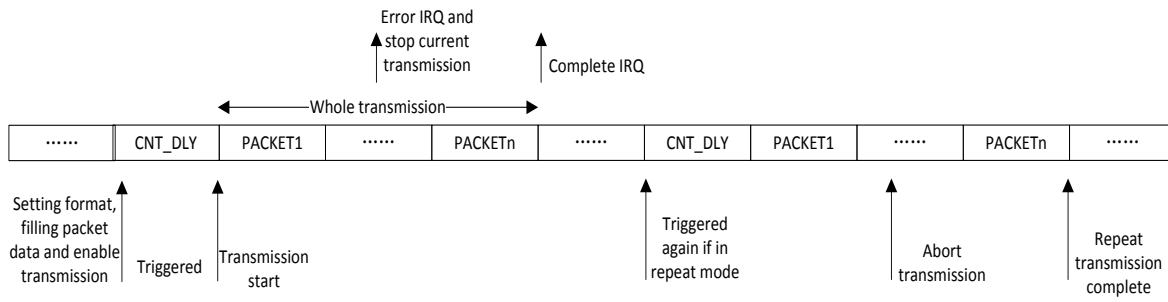 Error IRQ and
stop current
transmission
Complete IRQ
Whole transmission
······
CNT_DLY
PACKET1
······
PACKETn
······
CNT_DLY
PACKET1
······
PACKETn
······
Setting format,
filling packet
data and enable
transmission
Triggered
Transmission
start
Triggered
again if in
repeat mode
Abort
transmission
Repeat
transmission
complete